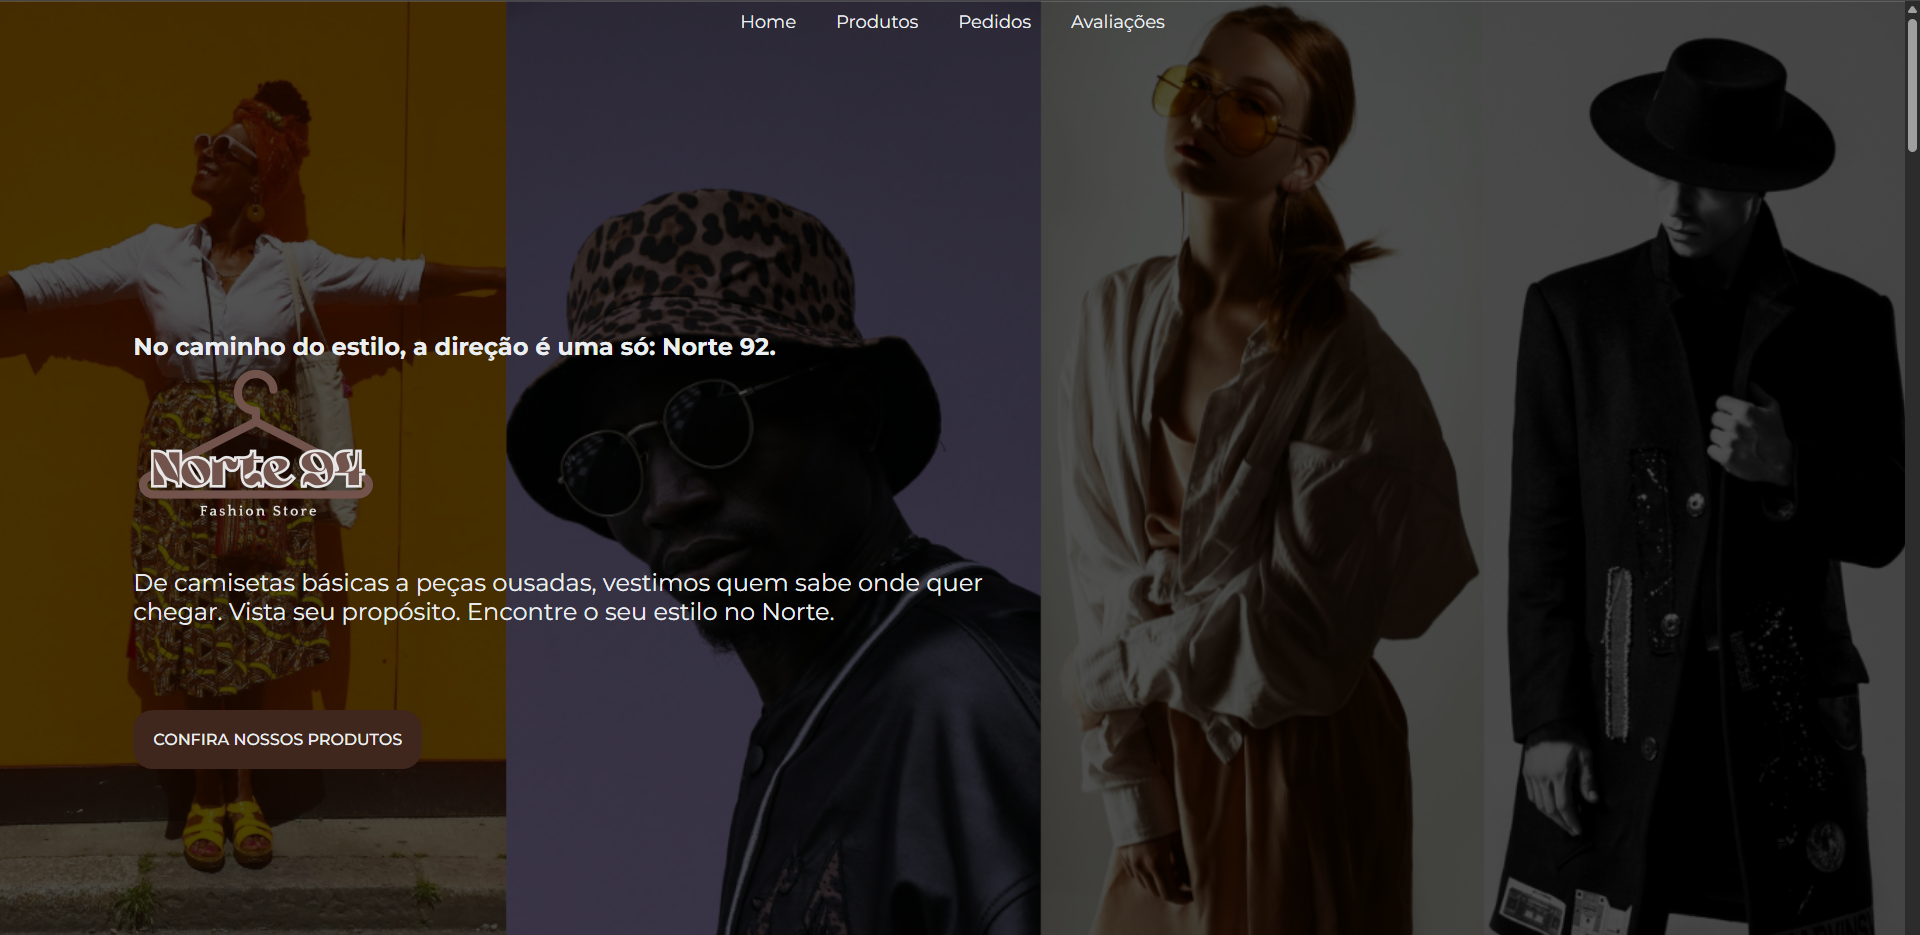 Home Produtos Pedidos Avaliações
No caminho do estilo, a direção é uma só: Norte 92.
Norte 94
Fashion Store
De camisetas básicas a peças ousadas, vestimos quem sabe onde quer
chegar. Vista seu propósito. Encontre o seu estilo no Norte.
CONFIRA NOSSOS PRODUTOS